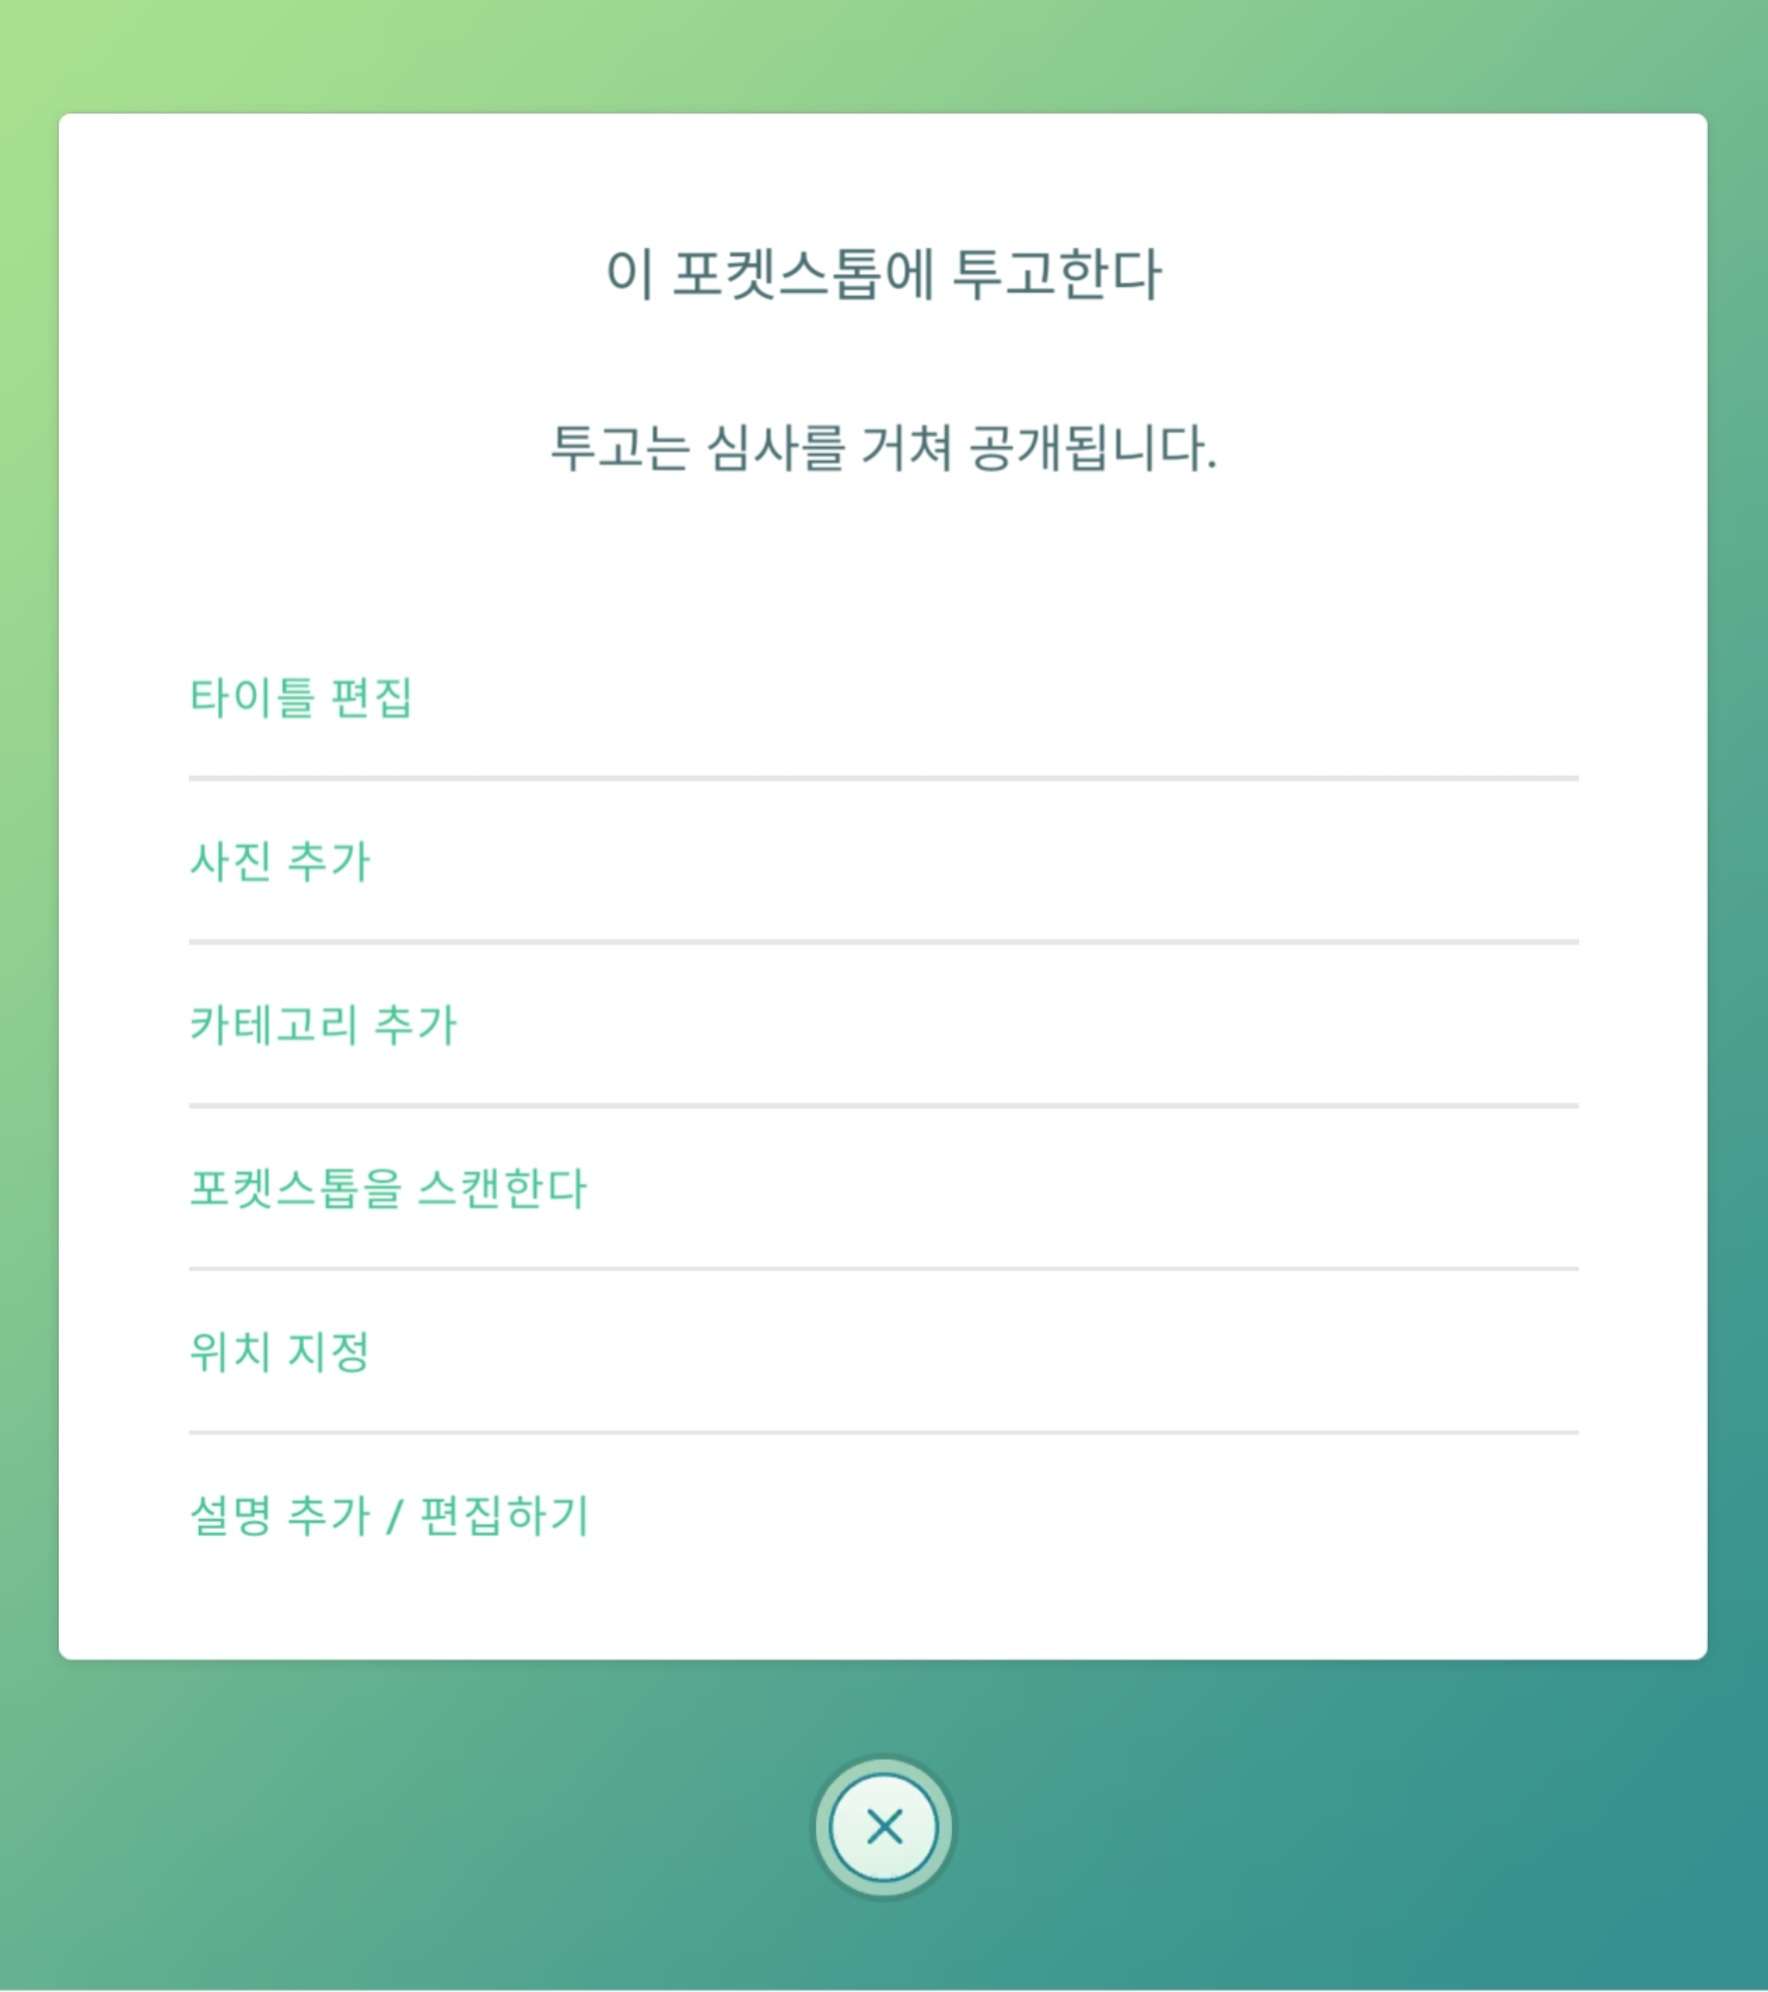 이 포켓스톱에 투고한다
투고는 심사를 거쳐 공개됩니다.
타이틀 편집
사진 추가
카테고리 추가
포켓스톱을 스캔한다
위치 지정
설명 추가 / 편집하기